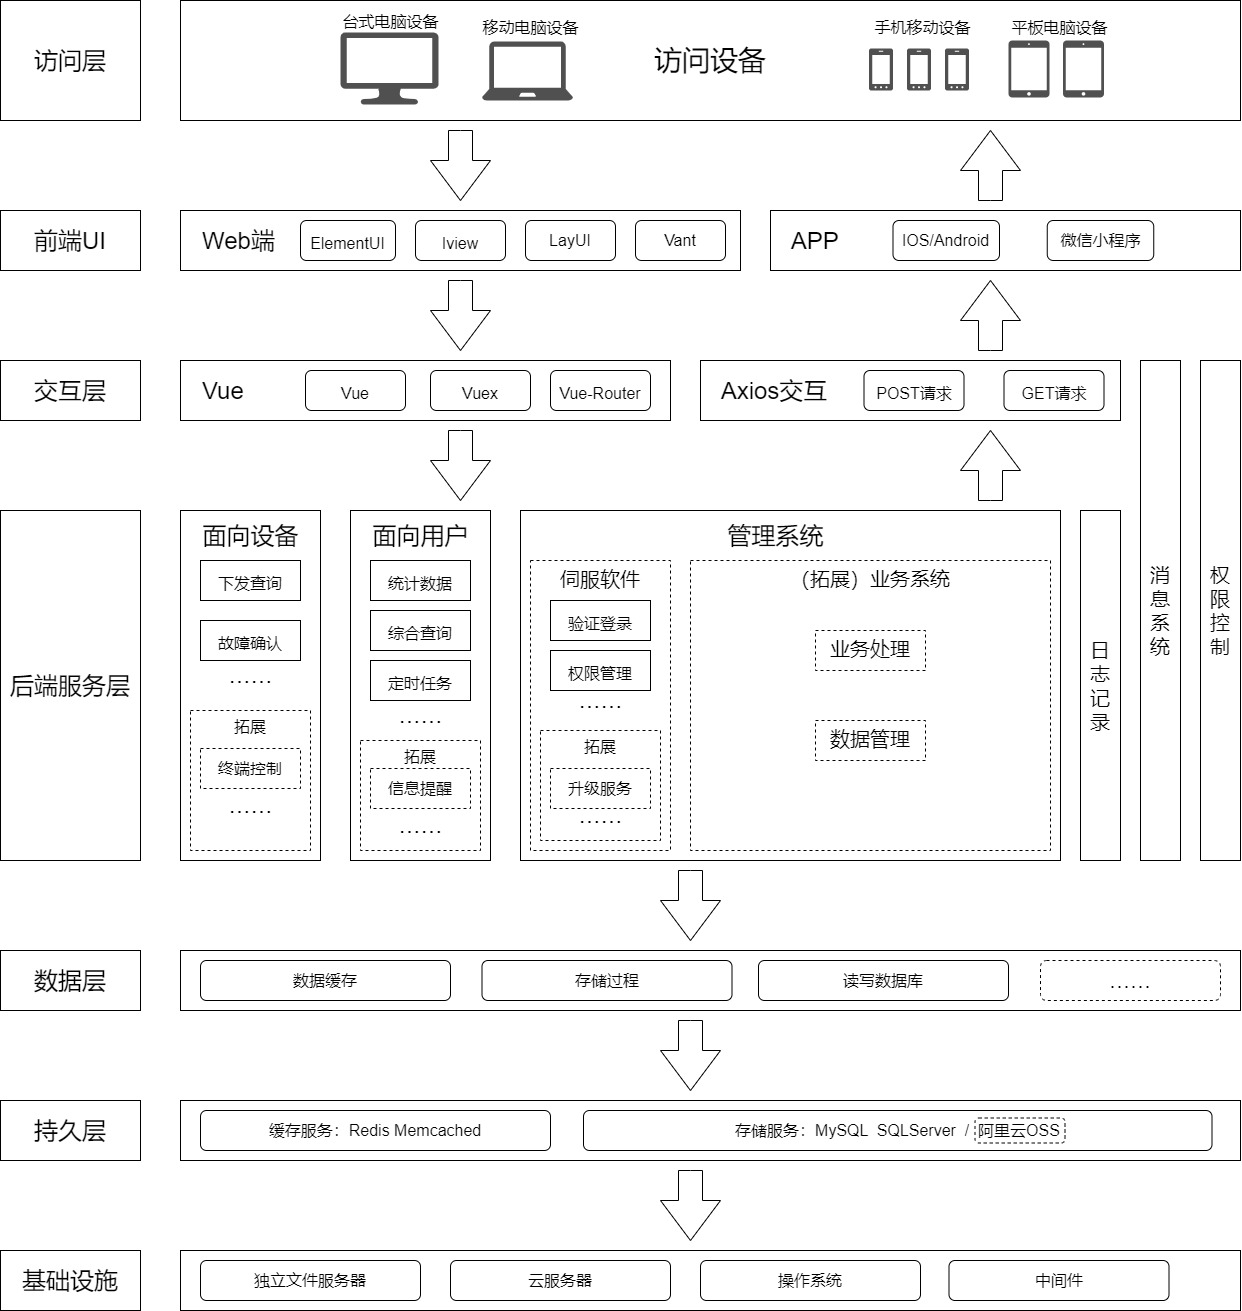 访问层
台式电脑设备
移动电脑设备
访问设备
手机移动设备
平板电脑设备
前端UI
Web端
ElementUI
Iview
LayUI
Vant
APP
IOS/Android
微信小程序
交互层
Vue
Vue
Vuex
Vue-Router
Axios交互
POST请求
GET请求
后端服务层
面向设备
下发查询
故障确认
……
拓展
终端控制
……
面向用户
统计数据
综合查询
定时任务
……
拓展
信息提醒
……
管理系统
伺服软件
验证登录
权限管理
……
拓展
升级服务
……
（拓展）业务系统
业务处理
数据管理
日志记录
消息系统
权限控制
数据层
数据缓存
存储过程
读写数据库
……
持久层
缓存服务：Redis Memcached
存储服务：MySQL SQLServer / 阿里云OSS
基础设施
独立文件服务器
云服务器
操作系统
中间件